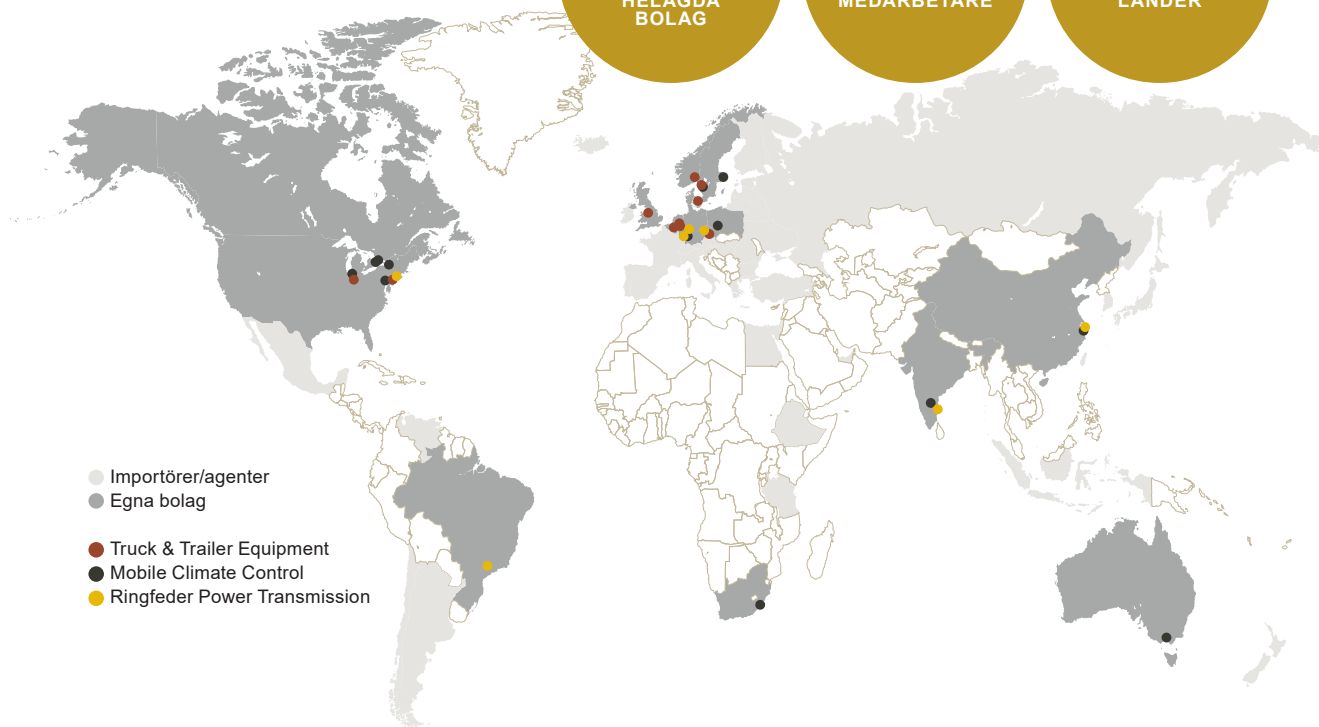 HELÄGDA
BOLAG
MEDARBETARE
LÄNDER
Importörer/agenter
Egna bolag
Truck & Trailer Equipment
Mobile Climate Control
Ringfeder Power Transmission